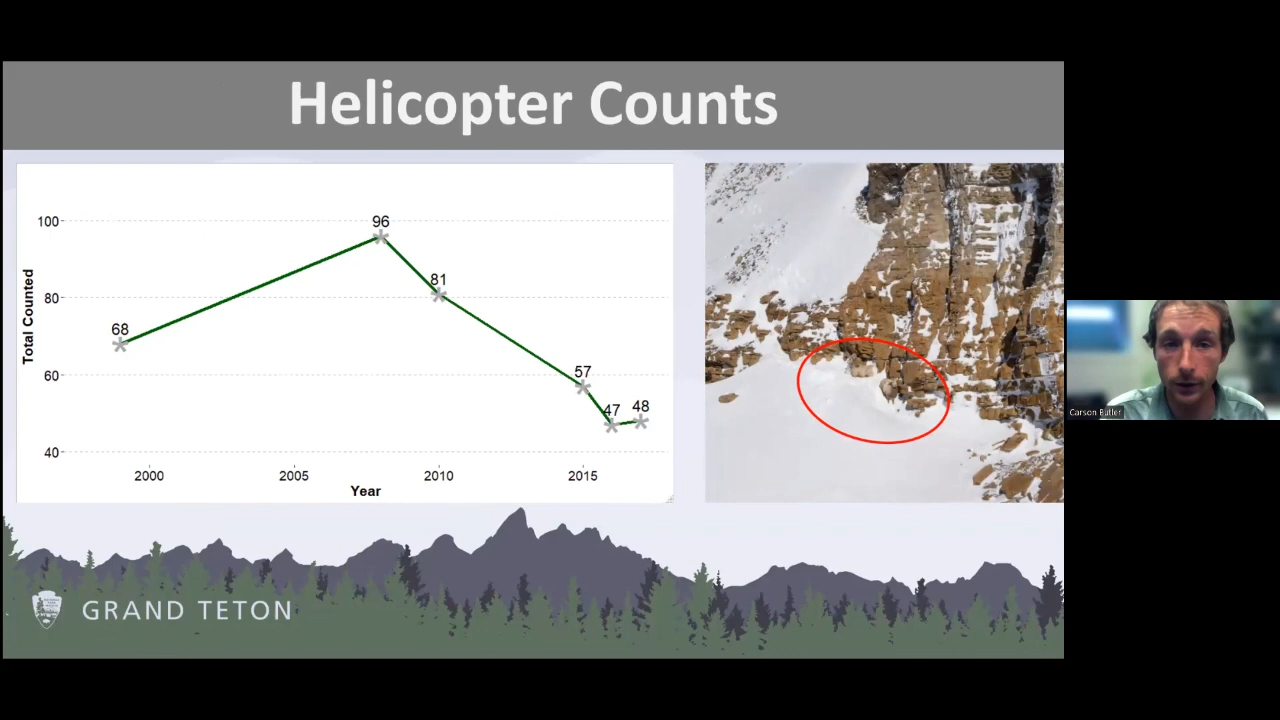 Helicopter Counts
100
80
60
40
Total Counted
68
96
81
57
47
48
2000
2005
2010
2015
Year
GRAND TETON
Carson Butler